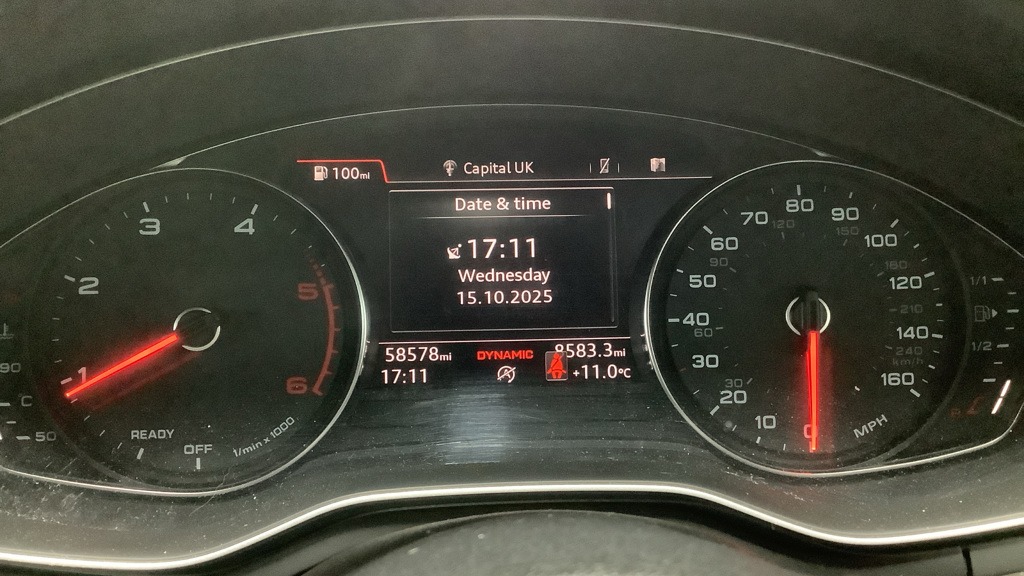 100mi
Capital UK
Date & time
17:11
Wednesday
15.10.2025
58578mi
DYNAMIC
8583.3mi
17:11
+11.0°C
1
2
3
4
5
6
READY
OFF
1/min x 1000
90
C
50
0
10
20
30
40
50
60
70
80
90
100
120
140
160
MPH
30
60
90
120
150
180
210
240
km/h
1/1
1/2